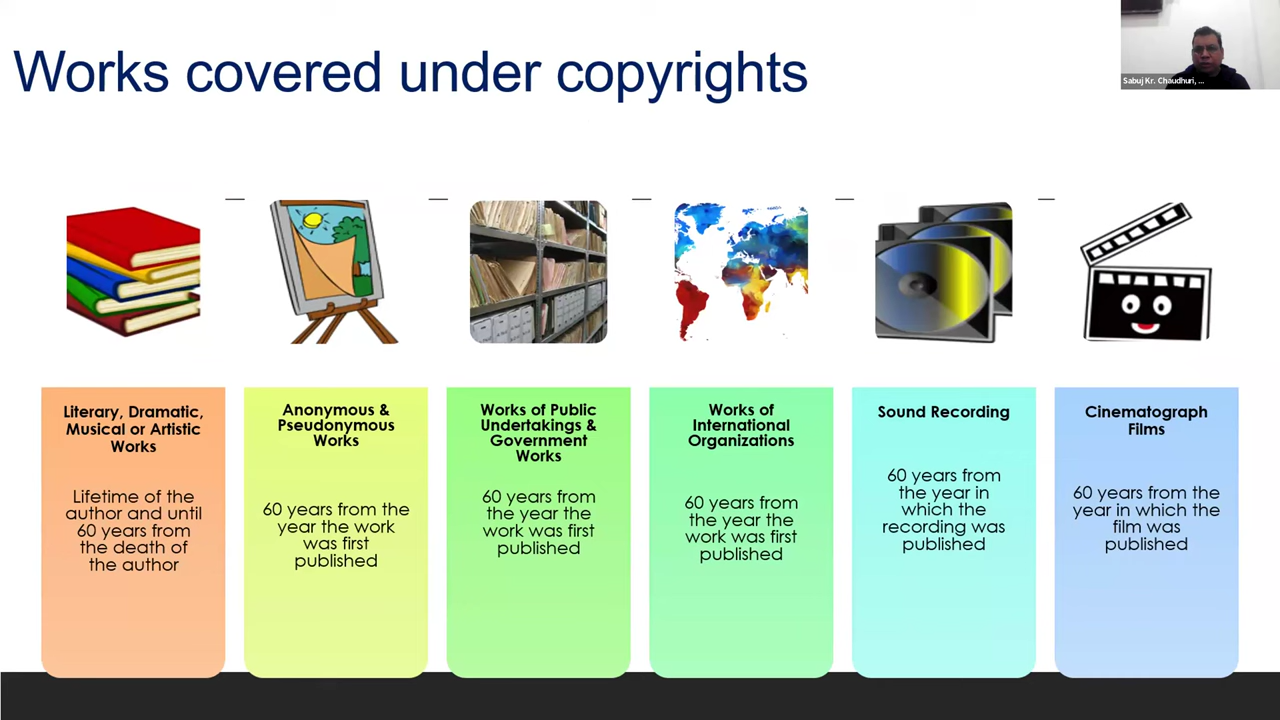 Works covered under copyrights
Sabuj Kr. Chaudhuri, ...
Literary, Dramatic,
Musical or Artistic
Works
Lifetime of the
author and until
60 years from
the death of
the author
Anonymous &
Pseudonymous
Works
60 years from the
year the work
was first
published
Works of Public
Undertakings &
Government
Works
60 years from
the year the
work was first
published
Works of
International
Organizations
60 years from
the year the
work was first
published
Sound Recording
60 years from
the year in
which the
recording was
published
Cinematograph
Films
60 years from the
year in which the
film was
published